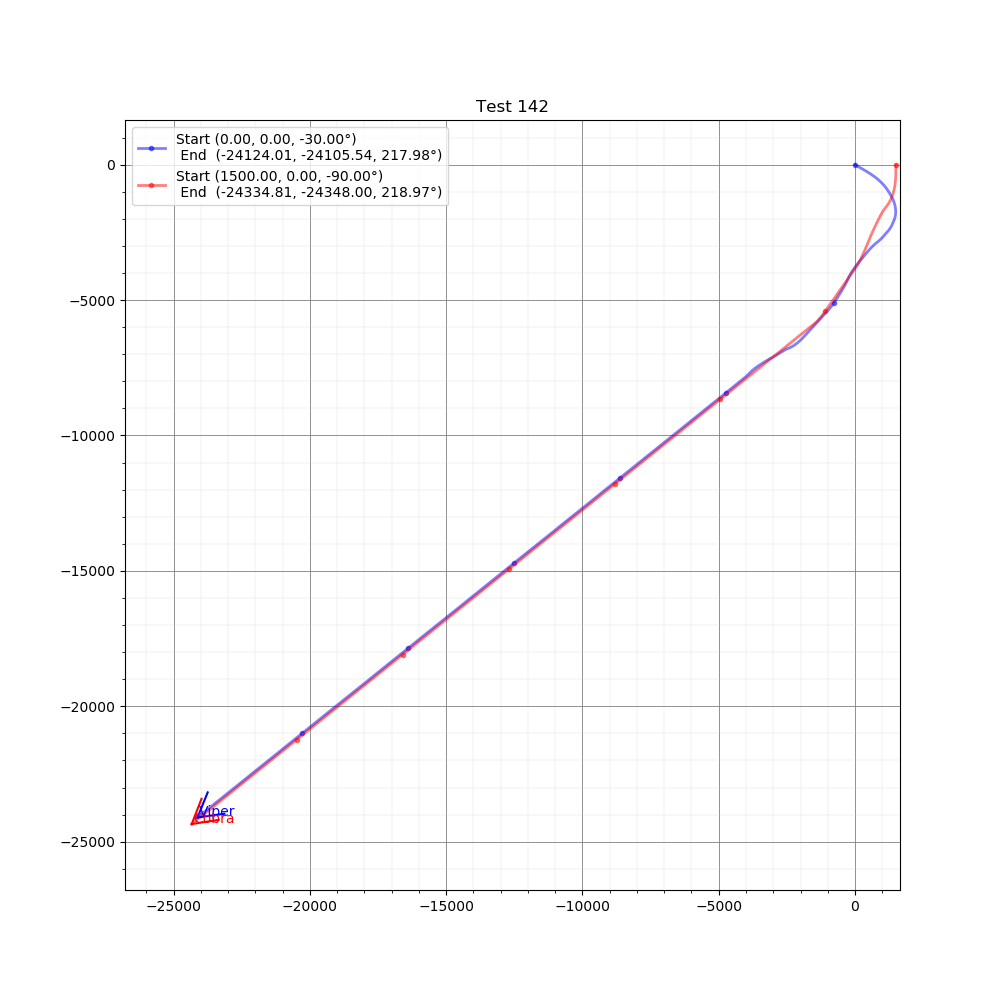 Test 142
Start (0.00, 0.00, -30.00°)
End (-24124.01, -24105.54, 217.98°)
Start (1500.00, 0.00, -90.00°)
End (-24334.81, -24348.00, 218.97°)
0
−5000
−10000
−15000
−20000
−25000
Viper
Cobra
−25000 −20000 −15000 −10000 −5000 0